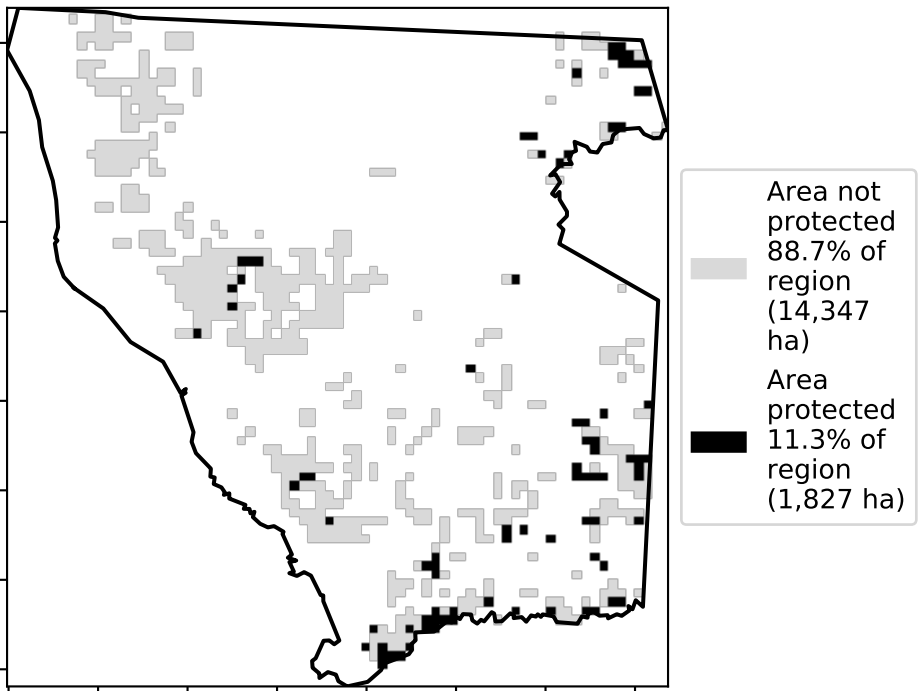 Area not
protected
88.7% of
region
(14,347
ha)
Area
protected
11.3% of
region
(1,827 ha)